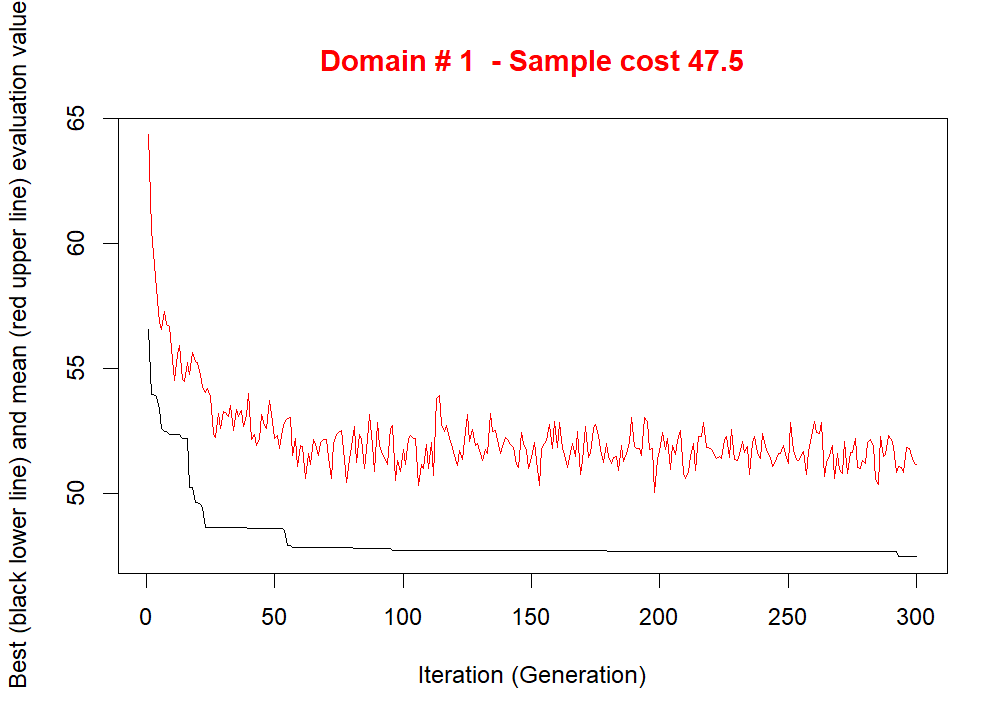 Domain # 1  - Sample cost 47.5
Best (black lower line) and mean (red upper line) evaluation value
65
60
55
50
0 50 100 150 200 250 300
Iteration (Generation)